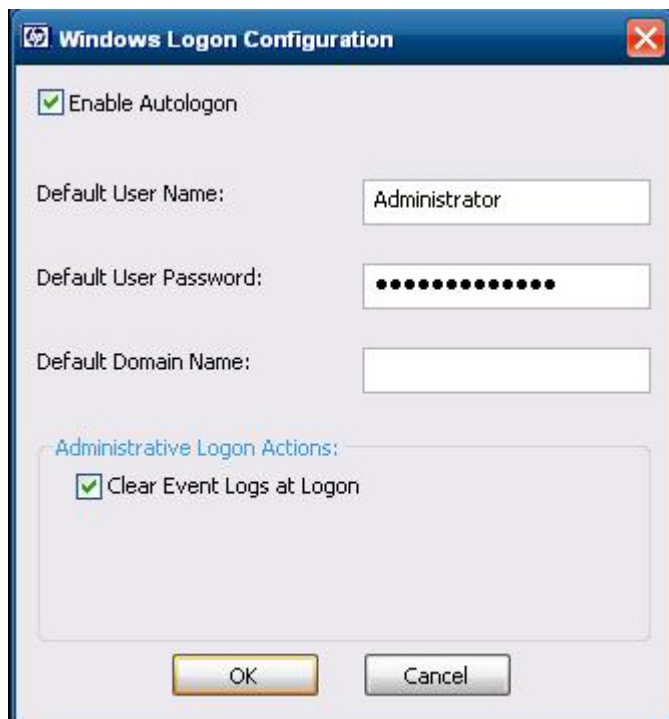 hp Windows Logon Configuration
Enable Autologon
Default User Name: Administrator
Default User Password: •••••••••••••
Default Domain Name:
Administrative Logon Actions:
Clear Event Logs at Logon
OK Cancel